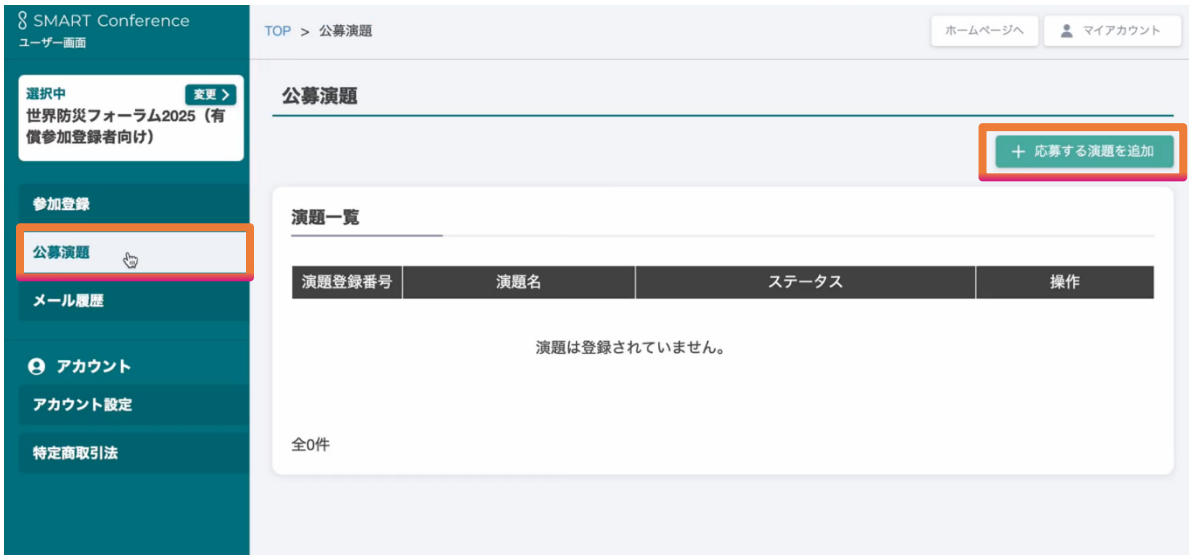 SMART Conference
ユーザー画面
選択中
変更 >
世界防災フォーラム2025（有
償参加登録者向け）
参加登録
公募演題
メール履歴
アカウント
アカウント設定
特定商取引法
TOP > 公募演題
ホームページへ
マイアカウント
公募演題
＋ 応募する演題を追加
演題一覧
演題登録番号 演題名 ステータス 操作
演題は登録されていません。
全0件